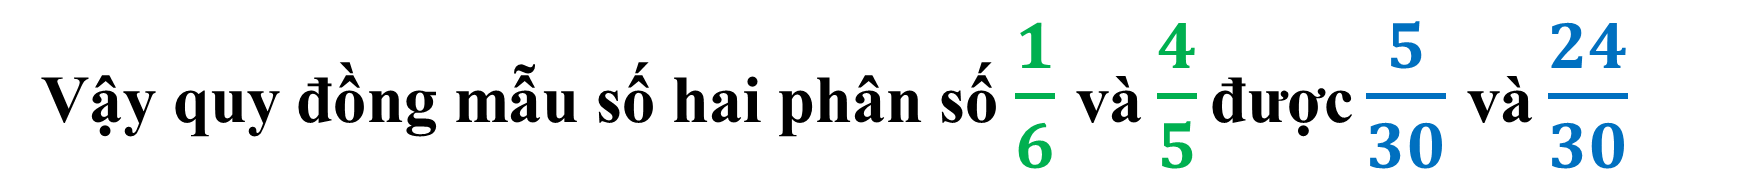 Vậy quy đồng mẫu số hai phân số 1/6 và 4/5 được 5/30 và 24/30